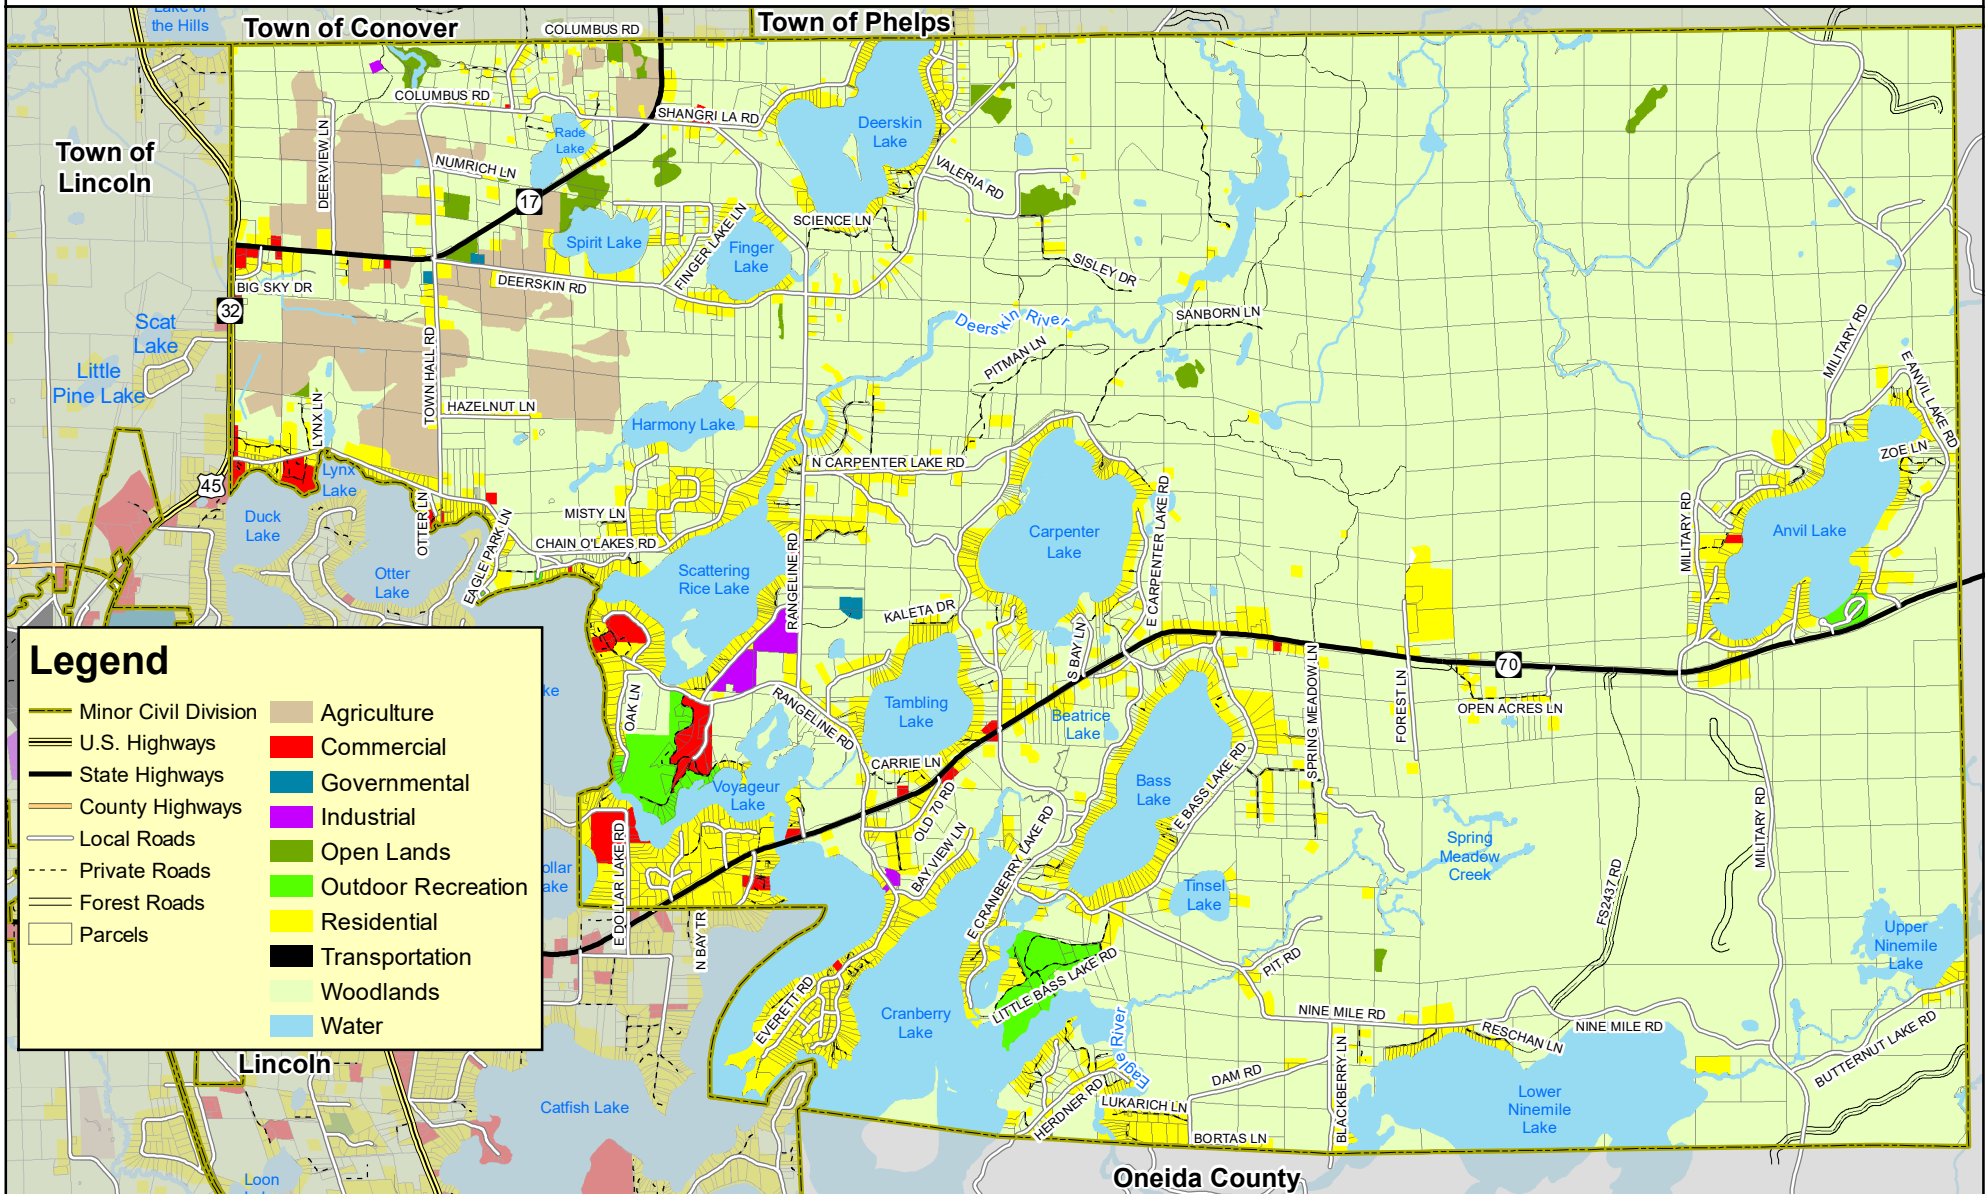 Lake of
the Hills
Town of Conover
COLUMBUS RD
Town of Phelps
COLUMBUS RD
SHANGRI LA RD
Rade
Lake
Deerskin
Lake
Town of
Lincoln
DEERVIEW LN
NUMRICH LN
VALERIA RD
17
SCIENCE LN
Spirit Lake
FINGER LAKE LN
Finger
Lake
BIG SKY DR
DEERSKIN RD
SISLEY DR
32
Scat
Lake
Deerskin River
SANBORN LN
Little
Pine Lake
TOWN HALL RD
PITMAN LN
MILITARY RD
E ANVIL LAKE RD
HAZELNUT LN
LYNX LN
Harmony Lake
N CARPENTER LAKE RD
ZOE LN
45
Lynx
Lake
Duck
Lake
OTTER LN
EAGLE PARK LN
MISTY LN
CHAIN O'LAKES RD
RANGELINE RD
Carpenter
Lake
E CARPENTER LAKE RD
MILITARY RD
Anvil Lake
Otter
Lake
Scattering
Rice Lake
KALETA DR
S BAY LN
70
OAK LN
RANGELINE RD
Tambling
Lake
Beatrice
Lake
SPRING MEADOW LN
FOREST LN
OPEN ACRES LN
CARRIE LN
Voyageur
Lake
OLD 70 RD
Bass
Lake
E BASS LAKE RD
MILITARY RD
E DOLLAR LAKE RD
BAY VIEW LN
E CRANBERRY LAKE RD
Spring
Meadow
Creek
ke
ollar
ake
Tinsel
Lake
FS2437 RD
N BAY TR
Upper
Ninemile
Lake
LITTLE BASS LAKE RD
PIT RD
EVERETT RD
Cranberry
Lake
Eagle River
NINE MILE RD
RESCHAN LN
NINE MILE RD
BUTTERNUT LAKE RD
DAM RD
BLACKBERRY LN
Lower
Ninemile
Lake
HERDNER RD
LUKARICH LN
BORTAS LN
Legend
Minor Civil Division
U.S. Highways
State Highways
County Highways
Local Roads
Private Roads
Forest Roads
Parcels
Agriculture
Commercial
Governmental
Industrial
Open Lands
Outdoor Recreation
Residential
Transportation
Woodlands
Water
Lincoln
Catfish Lake
Loon
Oneida County